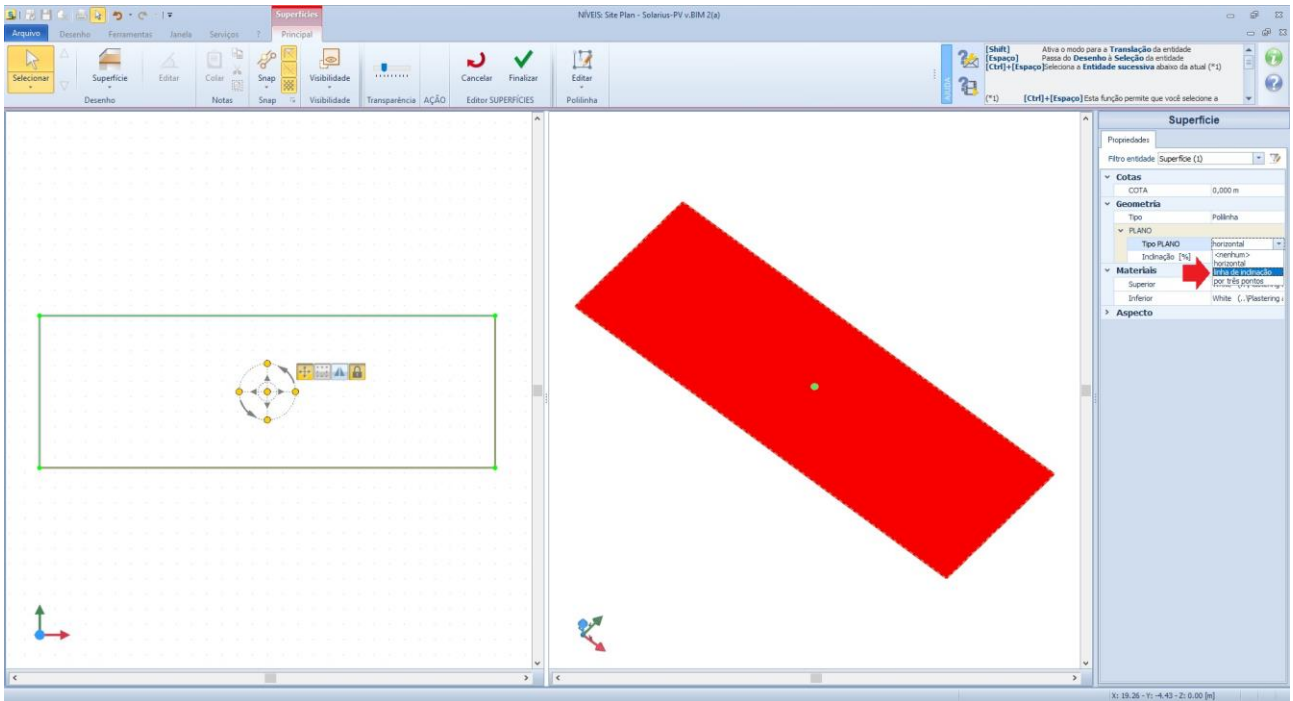 Superfícies
NÍVEIS: Site Plan - Solarius-PV v.BIM 2(a)
Arquivo Desenho Ferramentas Janela Serviços ? Principal
Selecionar
Superfície
Editar
Colar
Snap
Visibilidade
Cancelar
Finalizar
Editar
Desenho
Notas
Snap
Visibilidade
Transparência
AÇÃO
Editor SUPERFÍCIES
Polilinha
AJUDA
[Shift] Ativa o modo para a Translação da entidade
[Espaço] Passa do Desenho à Seleção da entidade
[Ctrl]+[Espaço]Seleciona a Entidade sucessiva abaixo da atual (*1)
(*1) [Ctrl]+[Espaço] Esta função permite que você selecione a
Superfície
Propriedades
Filtro entidade Superfície (1)
Cotas
COTA 0,000 m
Geometria
Tipo Polilinha
PLANO
Tipo PLANO horizontal
Inclinação [%] <nenhum>
horizontal
Materiais linha de inclinação
Superior por três pontos
Inferior White (..\Plastering
Aspecto
X: 19.26 - Y: -4.43 - Z: 0.00 [m]